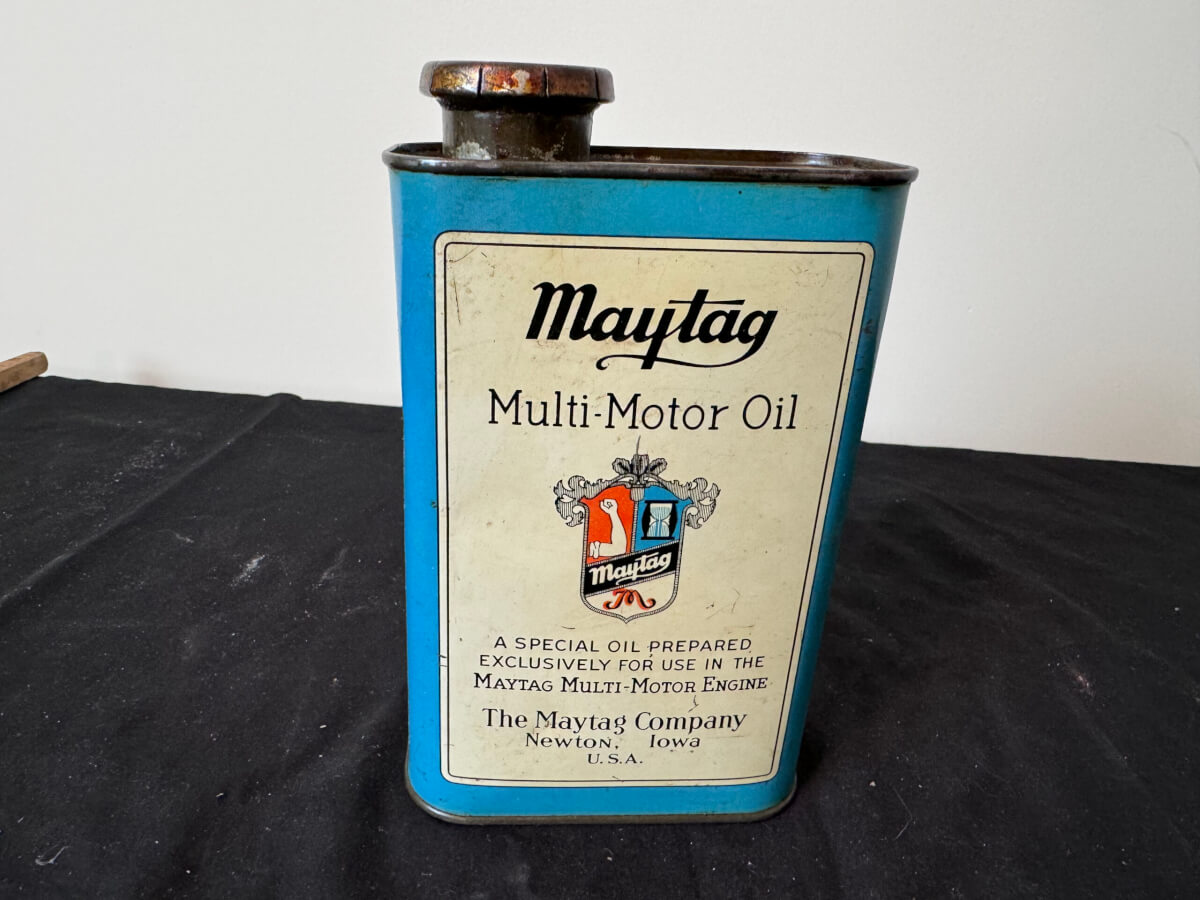 Maytag
Multi-Motor Oil
Maytag
M
A SPECIAL OIL PREPARED
EXCLUSIVELY FOR USE IN THE
MAYTAG MULTI-MOTOR ENGINE
The Maytag Company
Newton, Iowa
U.S.A.